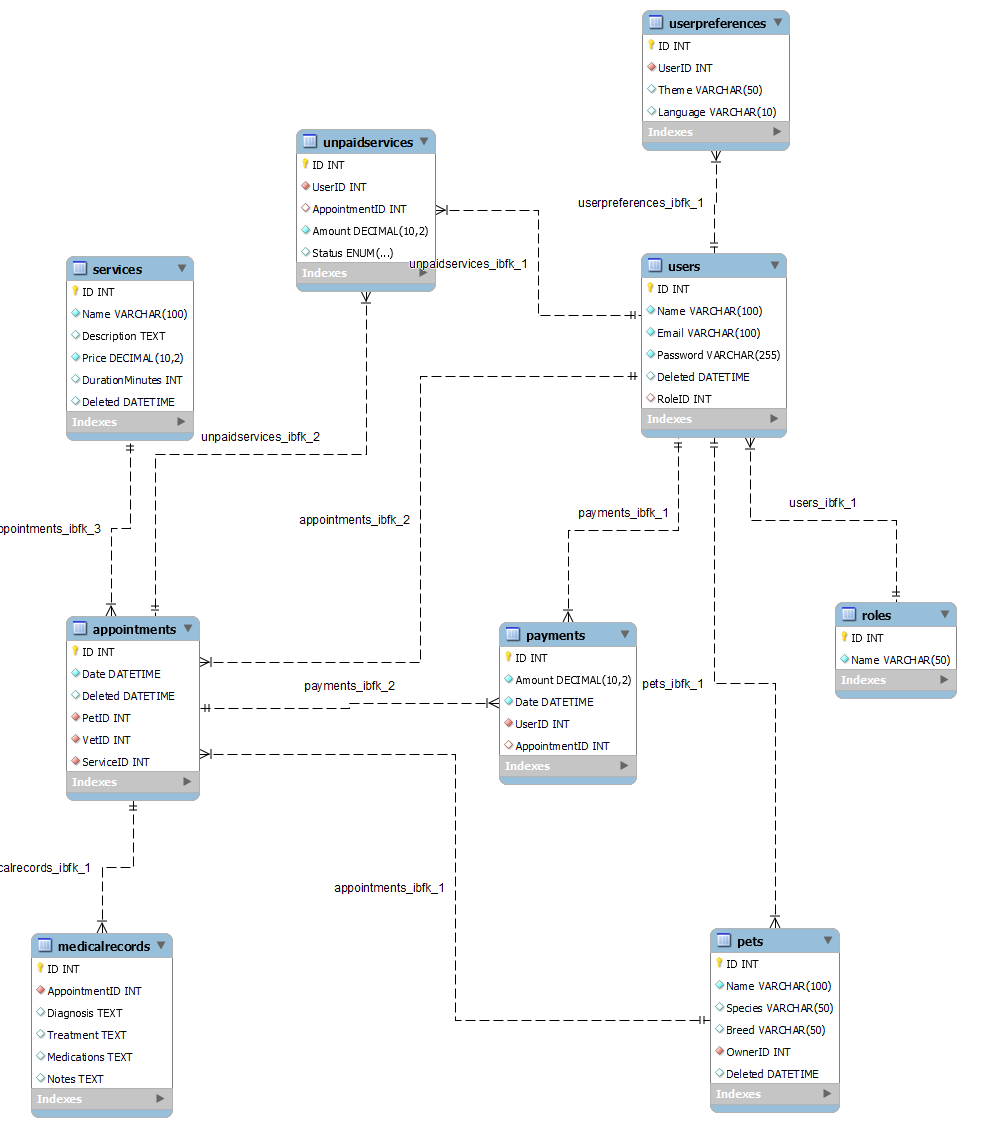 userpreferences
ID INT
UserID INT
Theme VARCHAR(50)
Language VARCHAR(10)
Indexes
userpreferences_ibfk_1
unpaidservices
ID INT
UserID INT
AppointmentID INT
Amount DECIMAL(10,2)
Status ENUM(...)
Indexes
unpaidservices_ibfk_1
users
ID INT
Name VARCHAR(100)
Email VARCHAR(100)
Password VARCHAR(255)
Deleted DATETIME
RoleID INT
Indexes
services
ID INT
Name VARCHAR(100)
Description TEXT
Price DECIMAL(10,2)
DurationMinutes INT
Deleted DATETIME
Indexes
unpaidservices_ibfk_2
ppointments_ibfk_3
appointments_ibfk_2
payments_ibfk_1
users_ibfk_1
appointments
ID INT
Date DATETIME
Deleted DATETIME
PetID INT
VetID INT
ServiceID INT
Indexes
payments_ibfk_2
payments
ID INT
Amount DECIMAL(10,2)
Date DATETIME
UserID INT
AppointmentID INT
Indexes
pets_ibfk_1
roles
ID INT
Name VARCHAR(50)
Indexes
calrecords_ibfk_1
appointments_ibfk_1
medicalrecords
ID INT
AppointmentID INT
Diagnosis TEXT
Treatment TEXT
Medications TEXT
Notes TEXT
Indexes
pets
ID INT
Name VARCHAR(100)
Species VARCHAR(50)
Breed VARCHAR(50)
OwnerID INT
Deleted DATETIME
Indexes